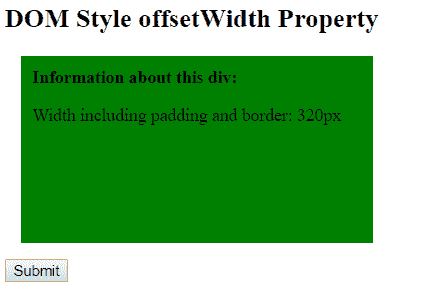 DOM Style offsetWidth Property
Information about this div:
Width including padding and border: 320px
Submit